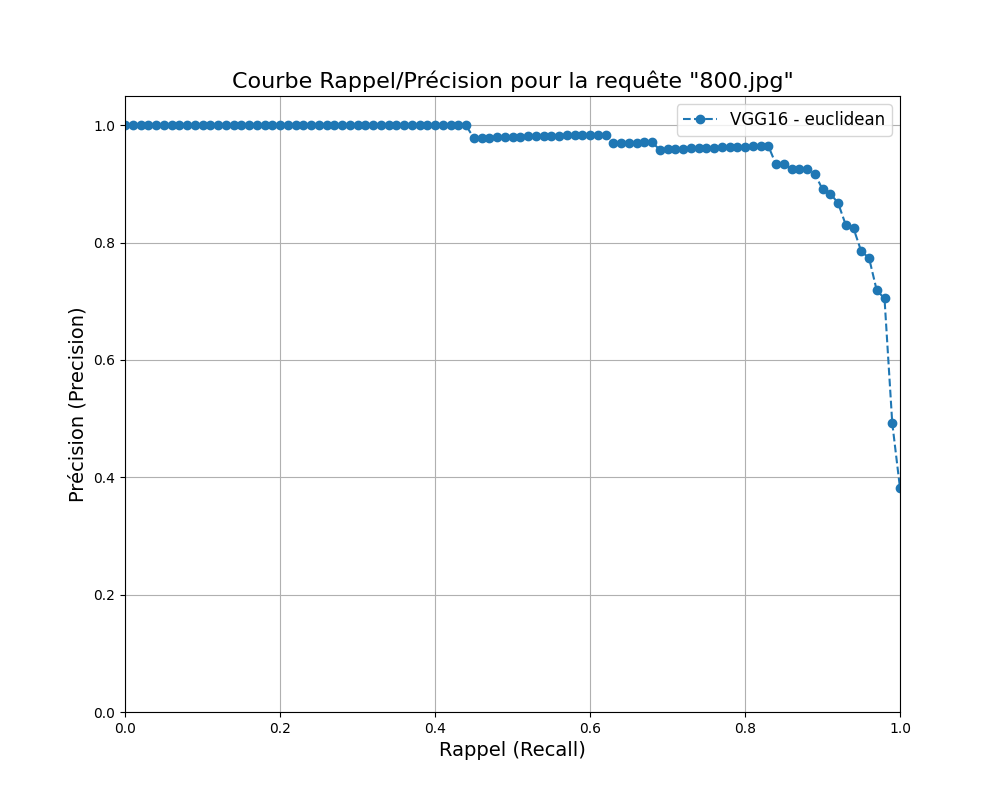 Courbe Rappel/Précision pour la requête "800.jpg"
VGG16 - euclidean
1.0
0.8
0.6
0.4
0.2
0.0
Précision (Precision)
0.0 0.2 0.4 0.6 0.8 1.0
Rappel (Recall)